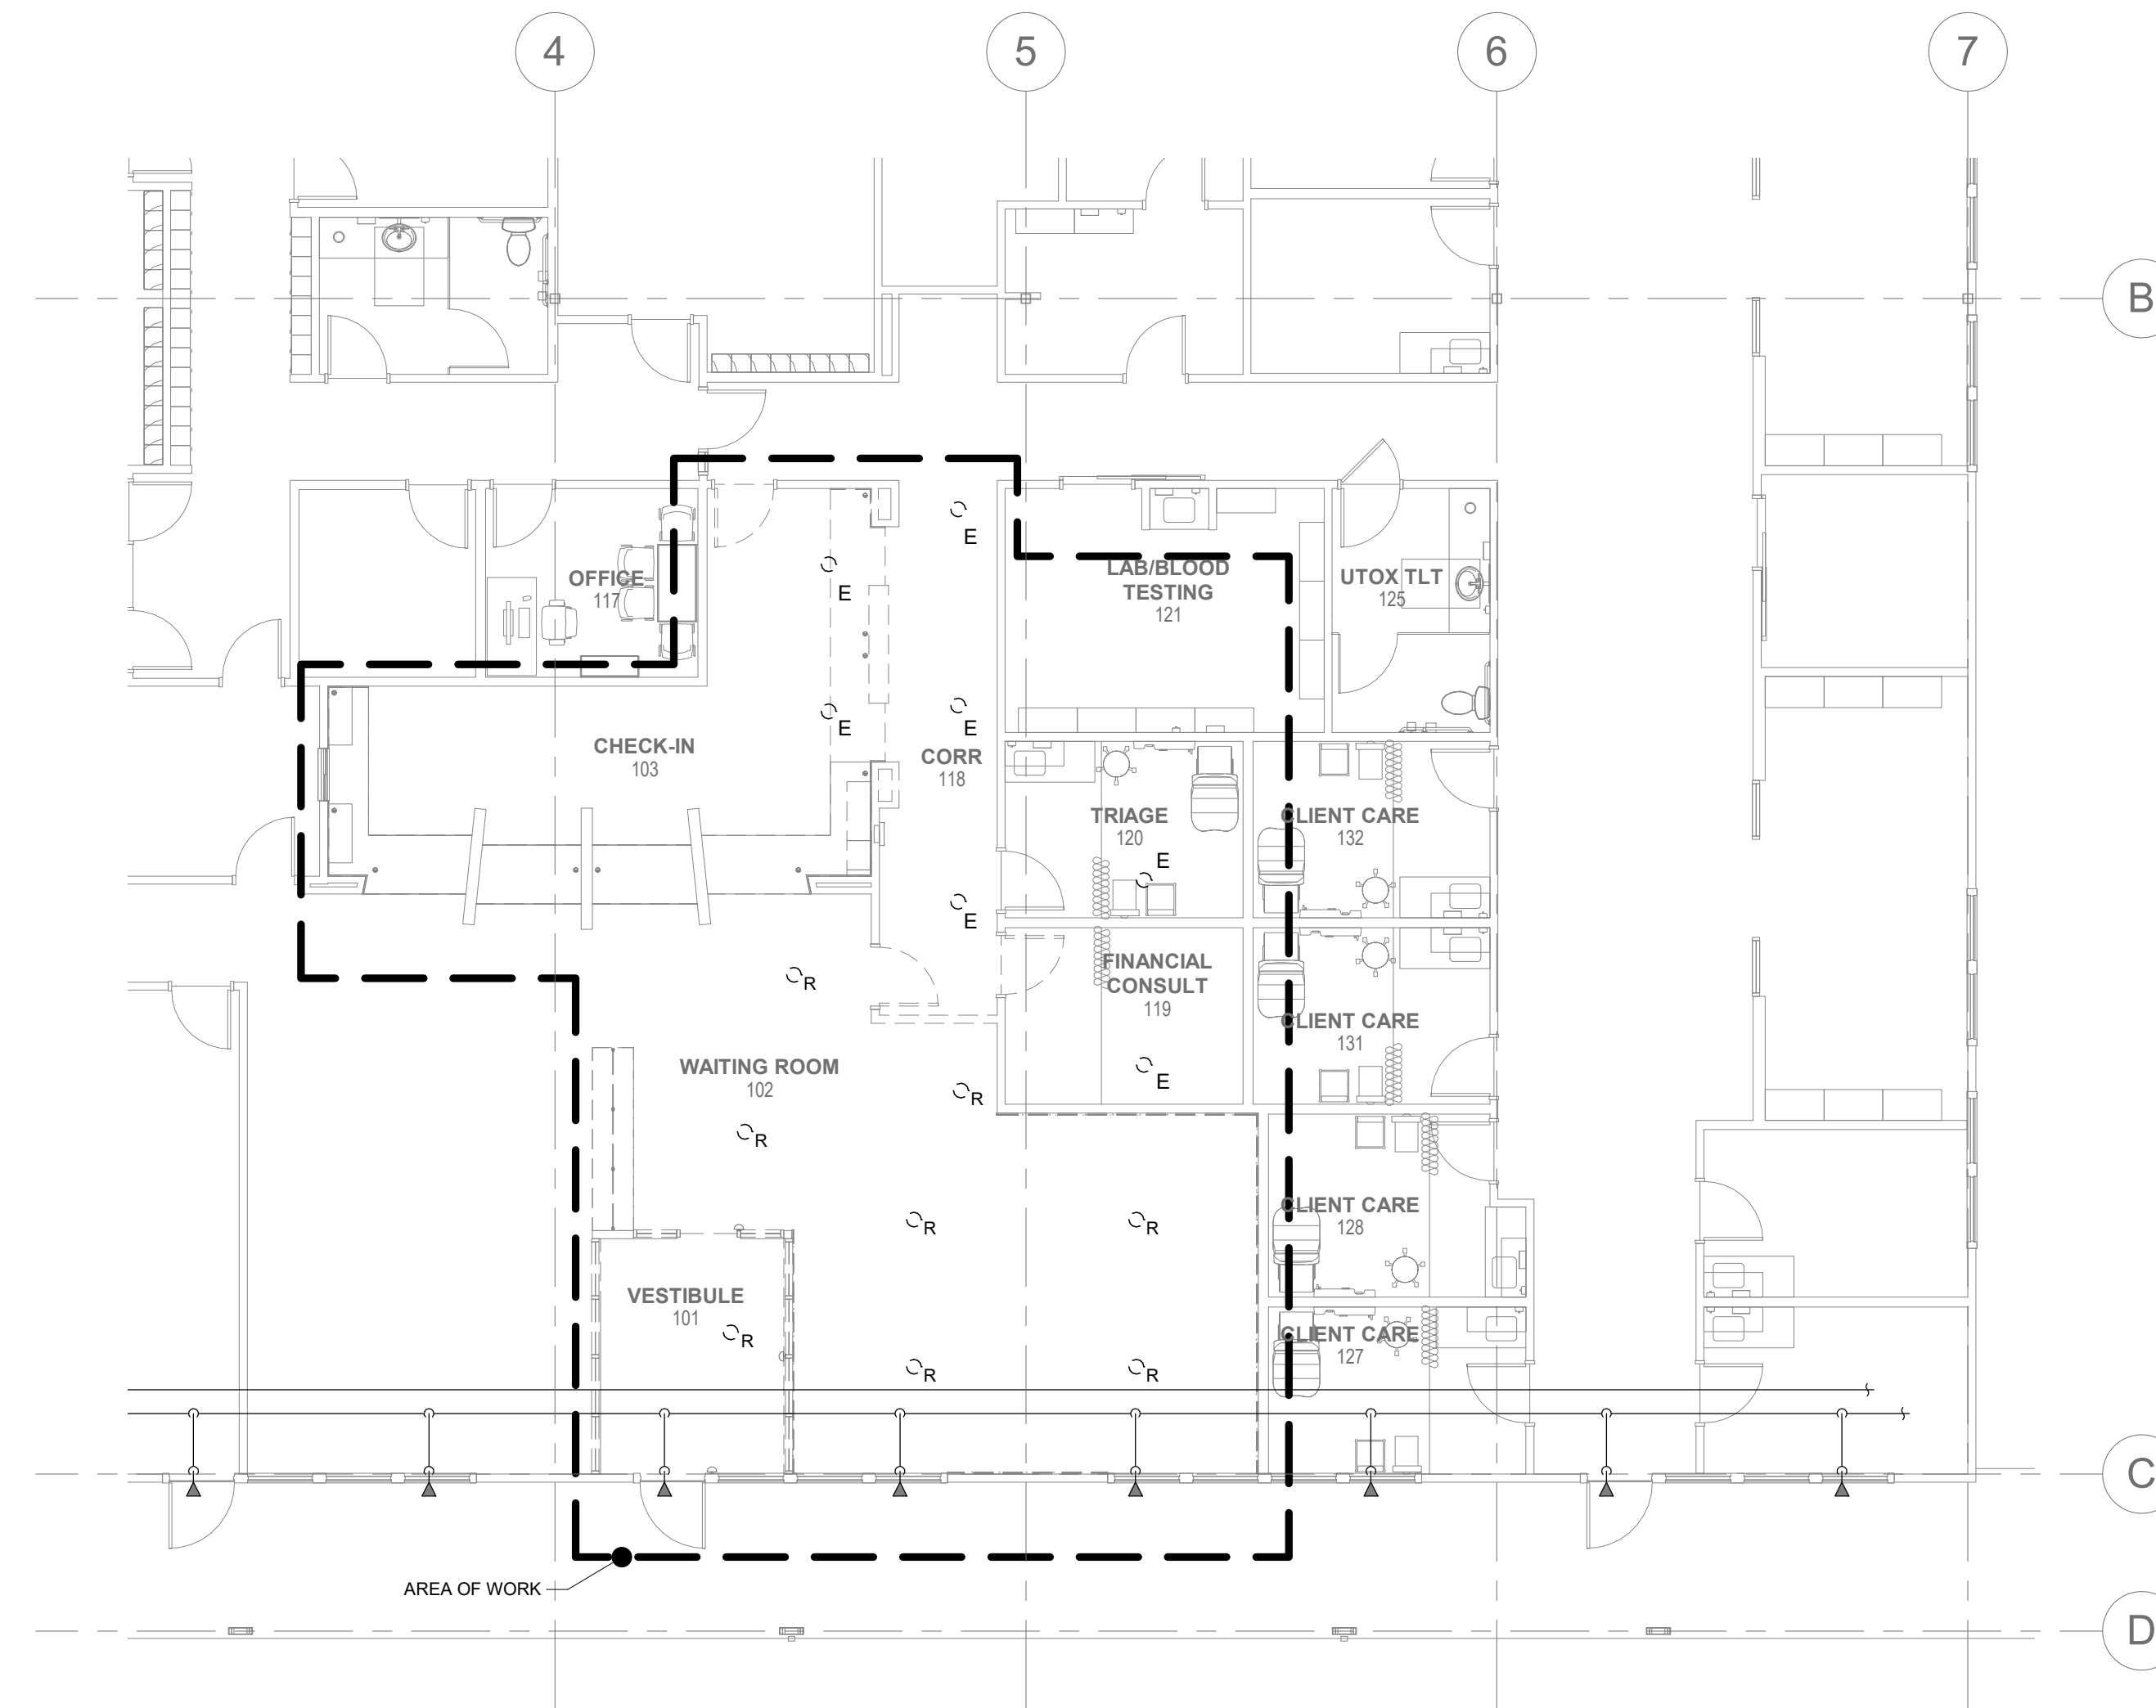 4
5
6
7
B
E
E
OFFICE
117
LAB/BLOOD
TESTING
121
UTOX TLT
125
E
E
CHECK-IN
103
CORR
118
TRIAGE
120
CLIENT CARE
132
E
E
R
FINANCIAL
CONSULT
119
CLIENT CARE
131
WAITING ROOM
102
E
R
R
CLIENT CARE
128
R
R
VESTIBULE
101
R
CLIENT CARE
127
R
R
C
AREA OF WORK
D